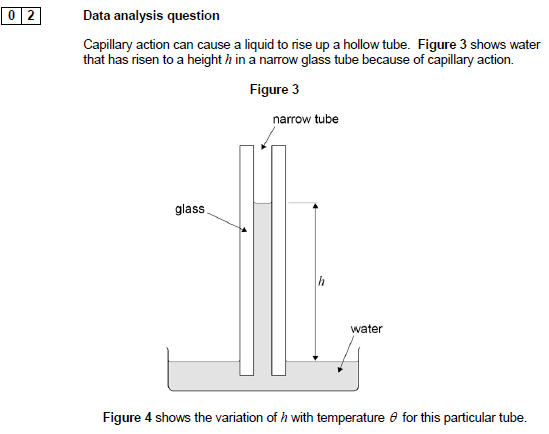 0 2 Data analysis question
Capillary action can cause a liquid to rise up a hollow tube. Figure 3 shows water
that has risen to a height h in a narrow glass tube because of capillary action.
Figure 3
narrow tube
glass
h
water
Figure 4 shows the variation of h with temperature θ for this particular tube.